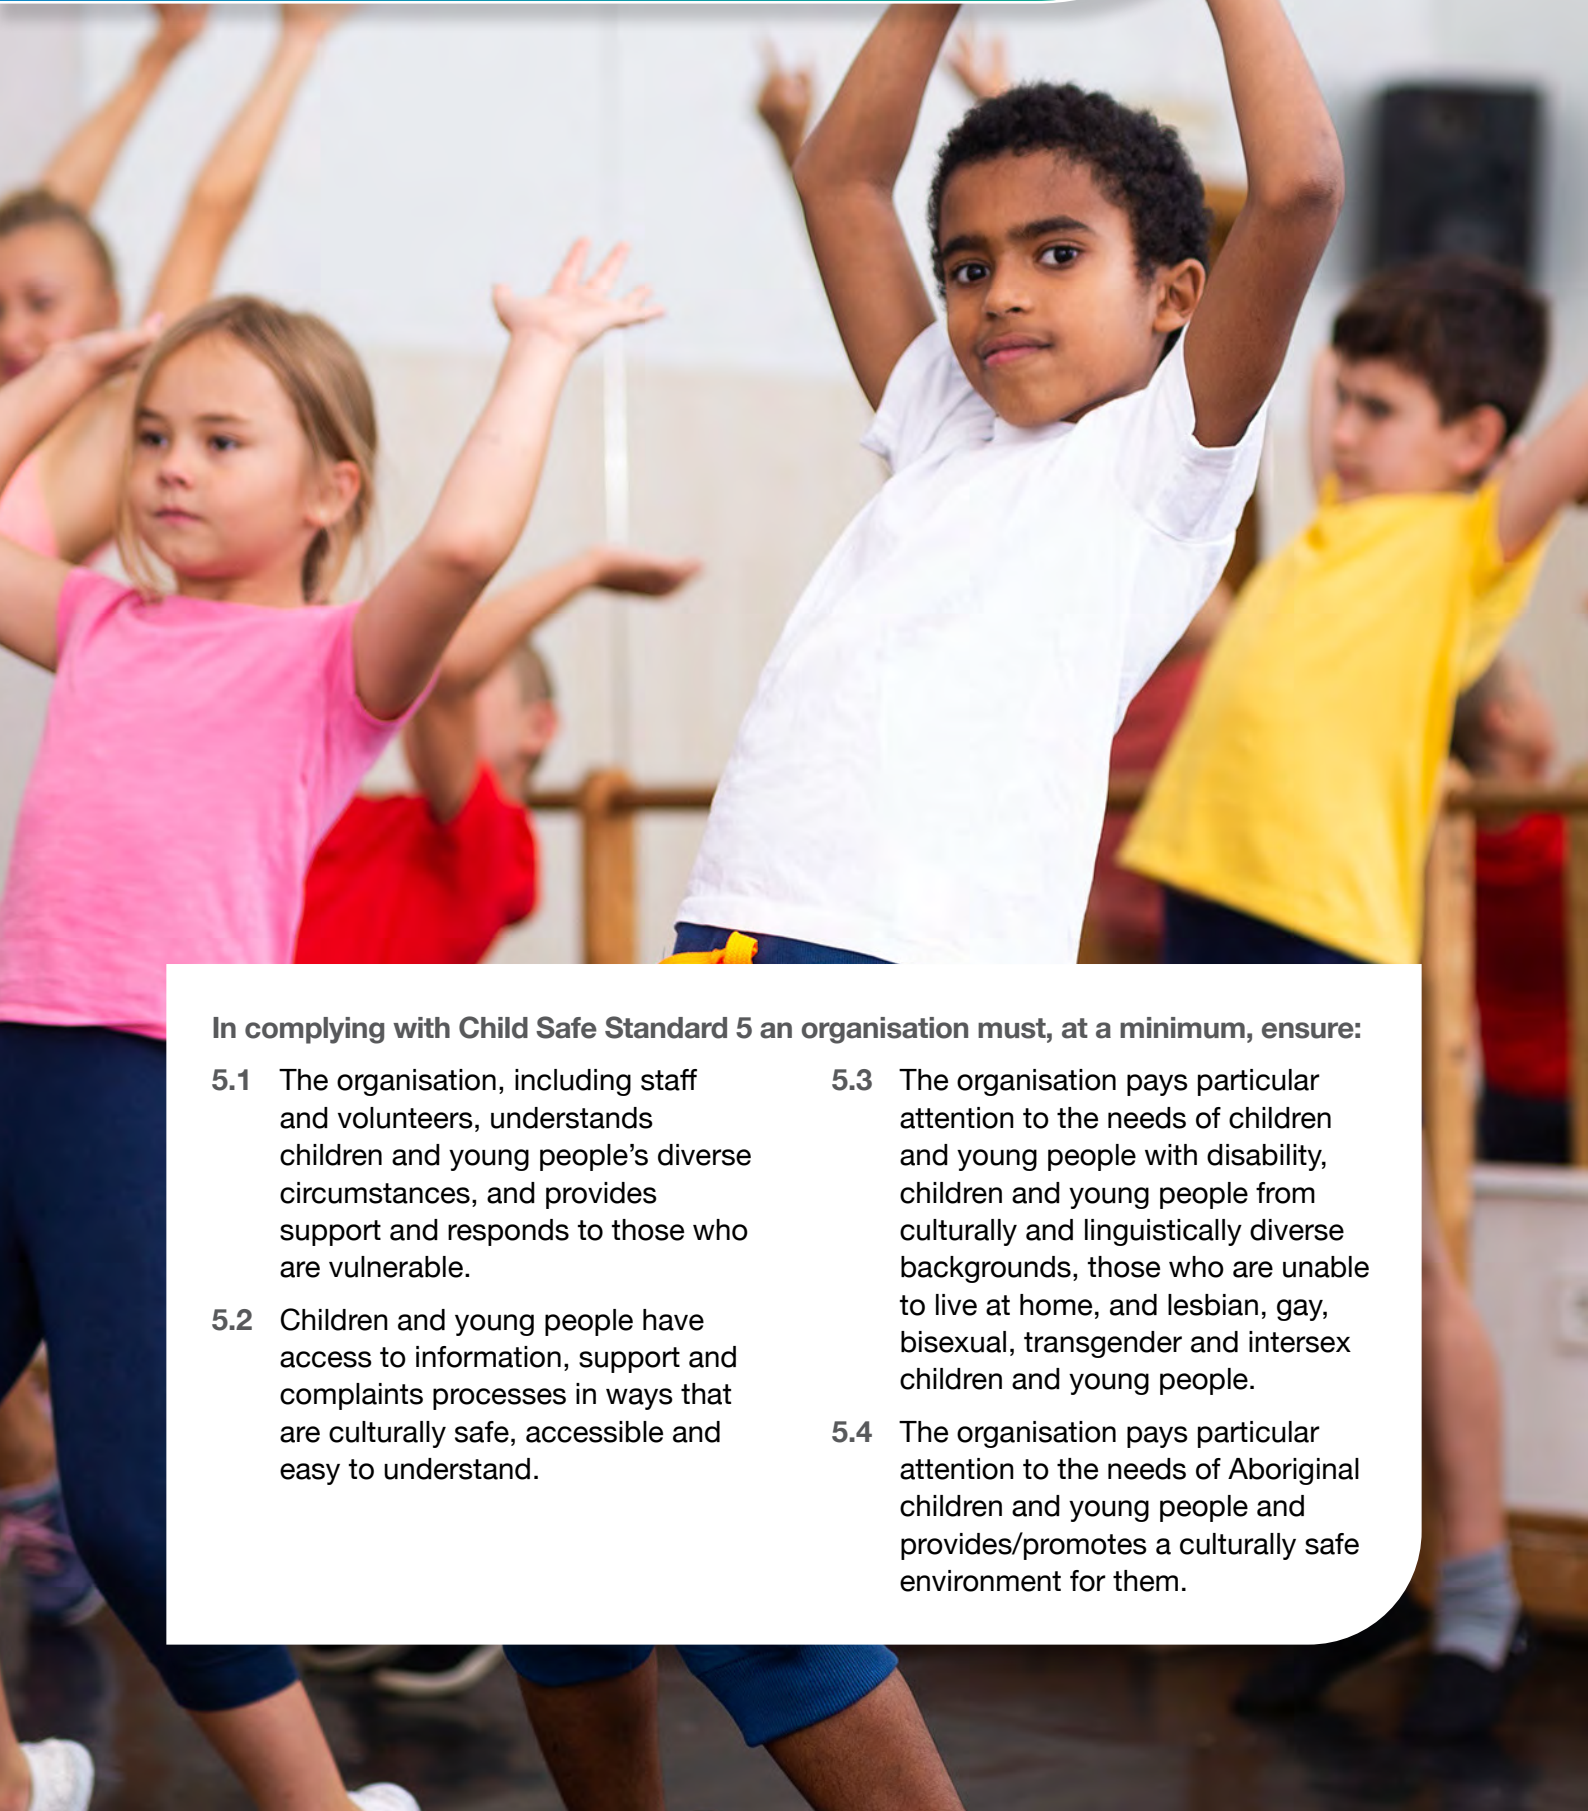 In complying with Child Safe Standard 5 an organisation must, at a minimum, ensure:
5.1 The organisation, including staff
and volunteers, understands
children and young people’s diverse
circumstances, and provides
support and responds to those who
are vulnerable.
5.2 Children and young people have
access to information, support and
complaints processes in ways that
are culturally safe, accessible and
easy to understand.
5.3 The organisation pays particular
attention to the needs of children
and young people with disability,
children and young people from
culturally and linguistically diverse
backgrounds, those who are unable
to live at home, and lesbian, gay,
bisexual, transgender and intersex
children and young people.
5.4 The organisation pays particular
attention to the needs of Aboriginal
children and young people and
provides/promotes a culturally safe
environment for them.